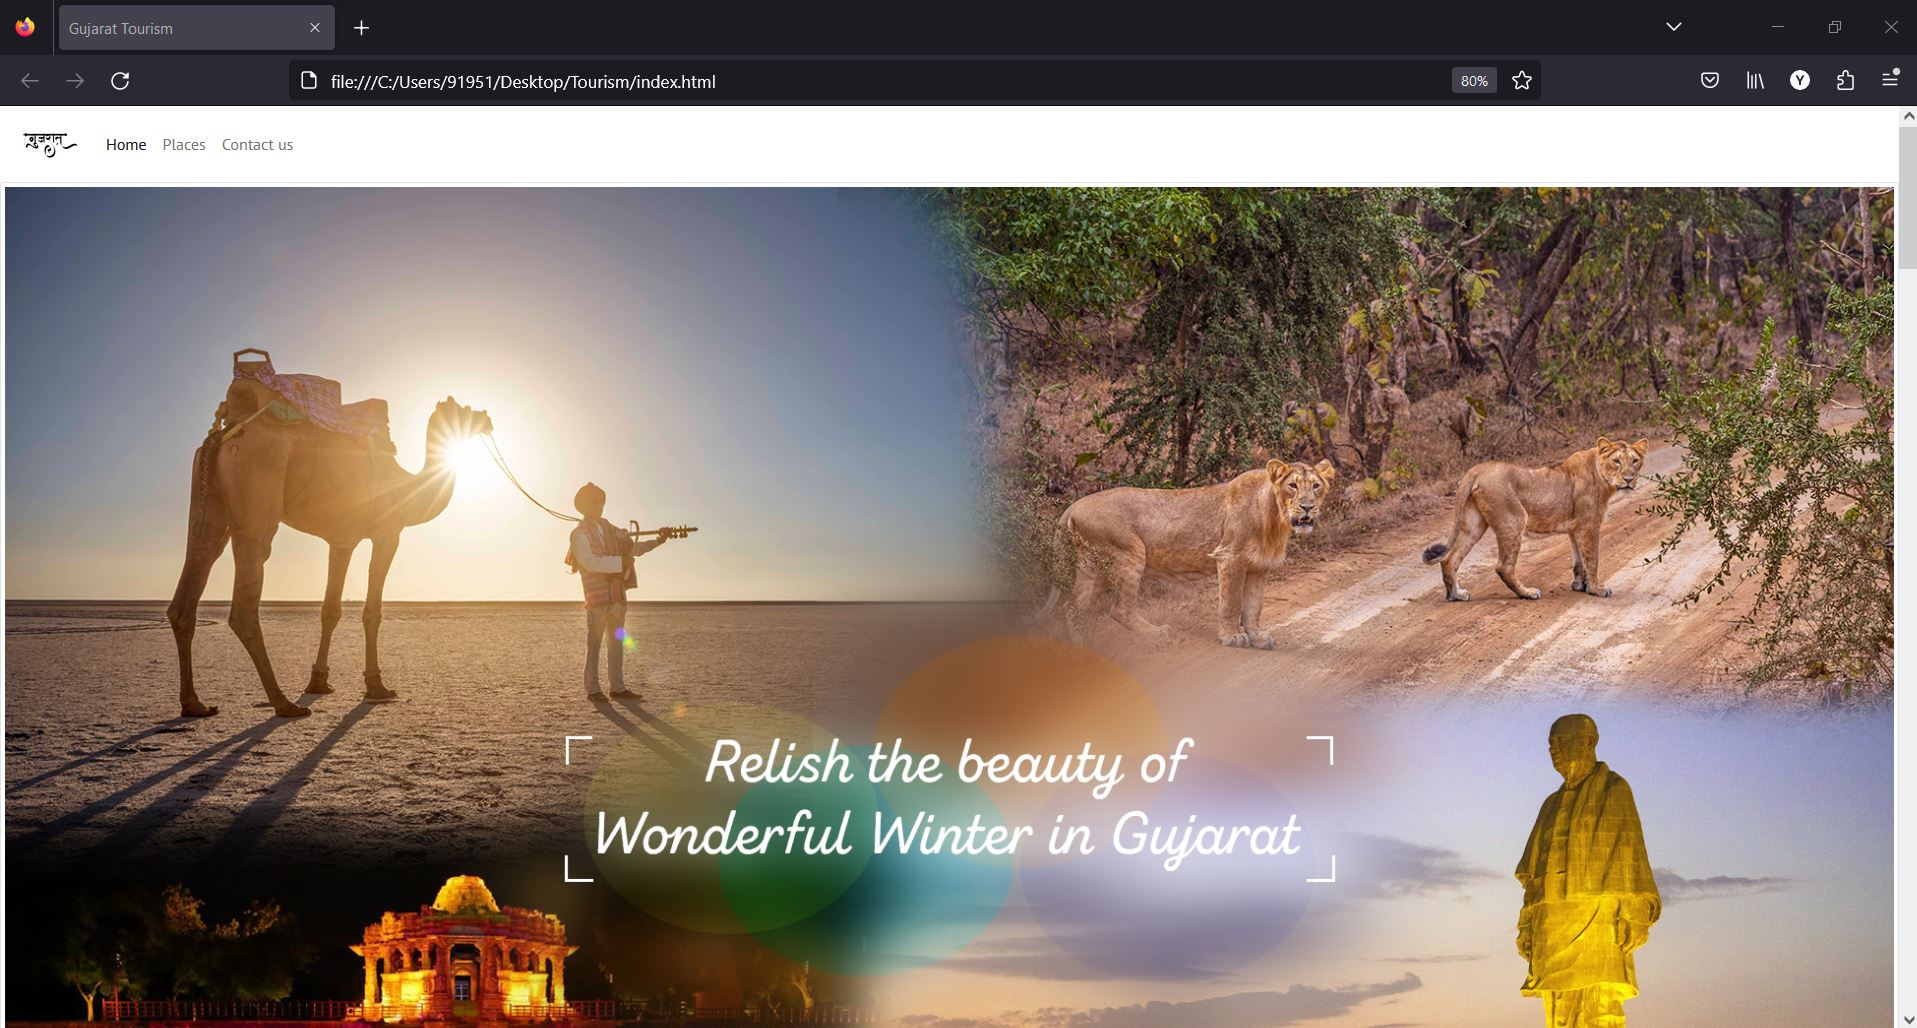 Gujarat Tourism
file:///C:/Users/91951/Desktop/Tourism/index.html
80%
Y
गुजरात
Home
Places
Contact us
Relish the beauty of
Wonderful Winter in Gujarat